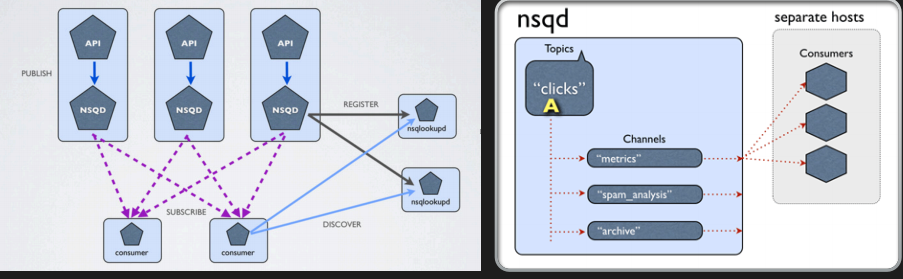 API
API
API
PUBLISH
NSQD
NSQD
NSQD
REGISTER
nsqlookupd
nsqlookupd
SUBSCRIBE
DISCOVER
consumer
consumer
nsqd
separate hosts
Topics
Consumers
“clicks”
A
Channels
“metrics”
“spam_analysis”
“archive”